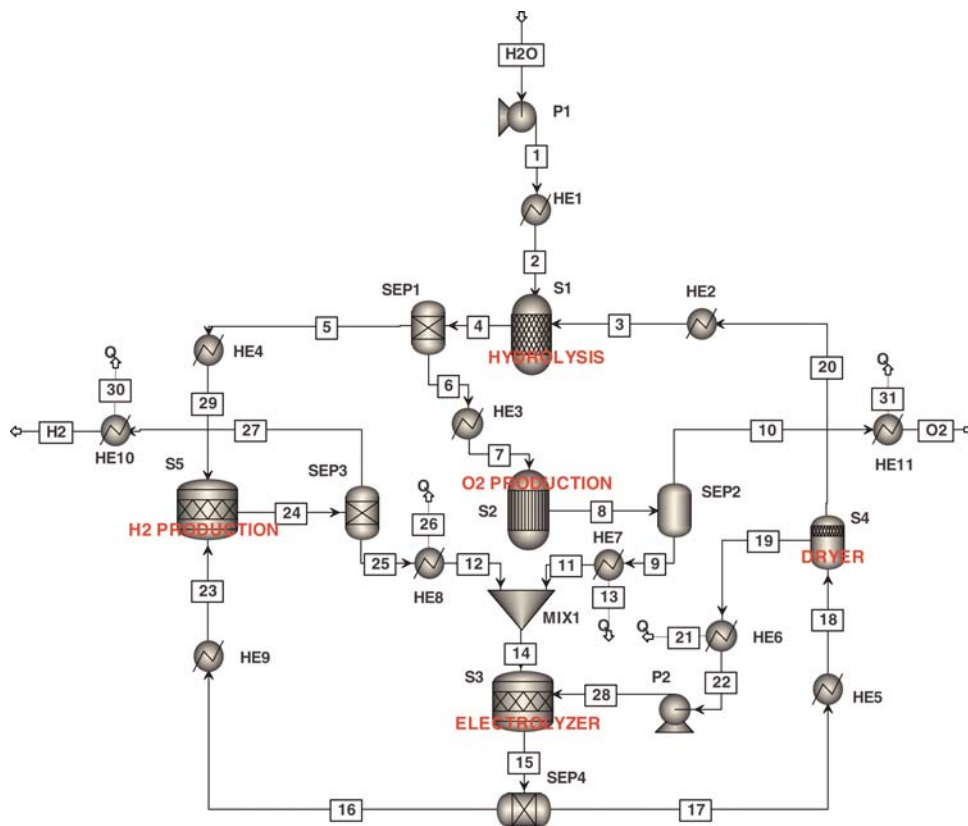 H2O
P1
1
HE1
2
S1
SEP1
HE2
5
4
3
HYDROLYSIS
20
HE4
Q
30
6
Q
31
29
HE3
H2
27
10
O2
HE10
7
HE11
S5
SEP3
O2 PRODUCTION
SEP2
24
S2
8
S4
H2 PRODUCTION
Q
26
HE7
19
DRYER
25
12
11
9
HE8
13
23
MIX1
Q
18
Q
21
HE6
HE9
14
S3
P2
22
28
HE5
ELECTROLYZER
15
SEP4
16
17